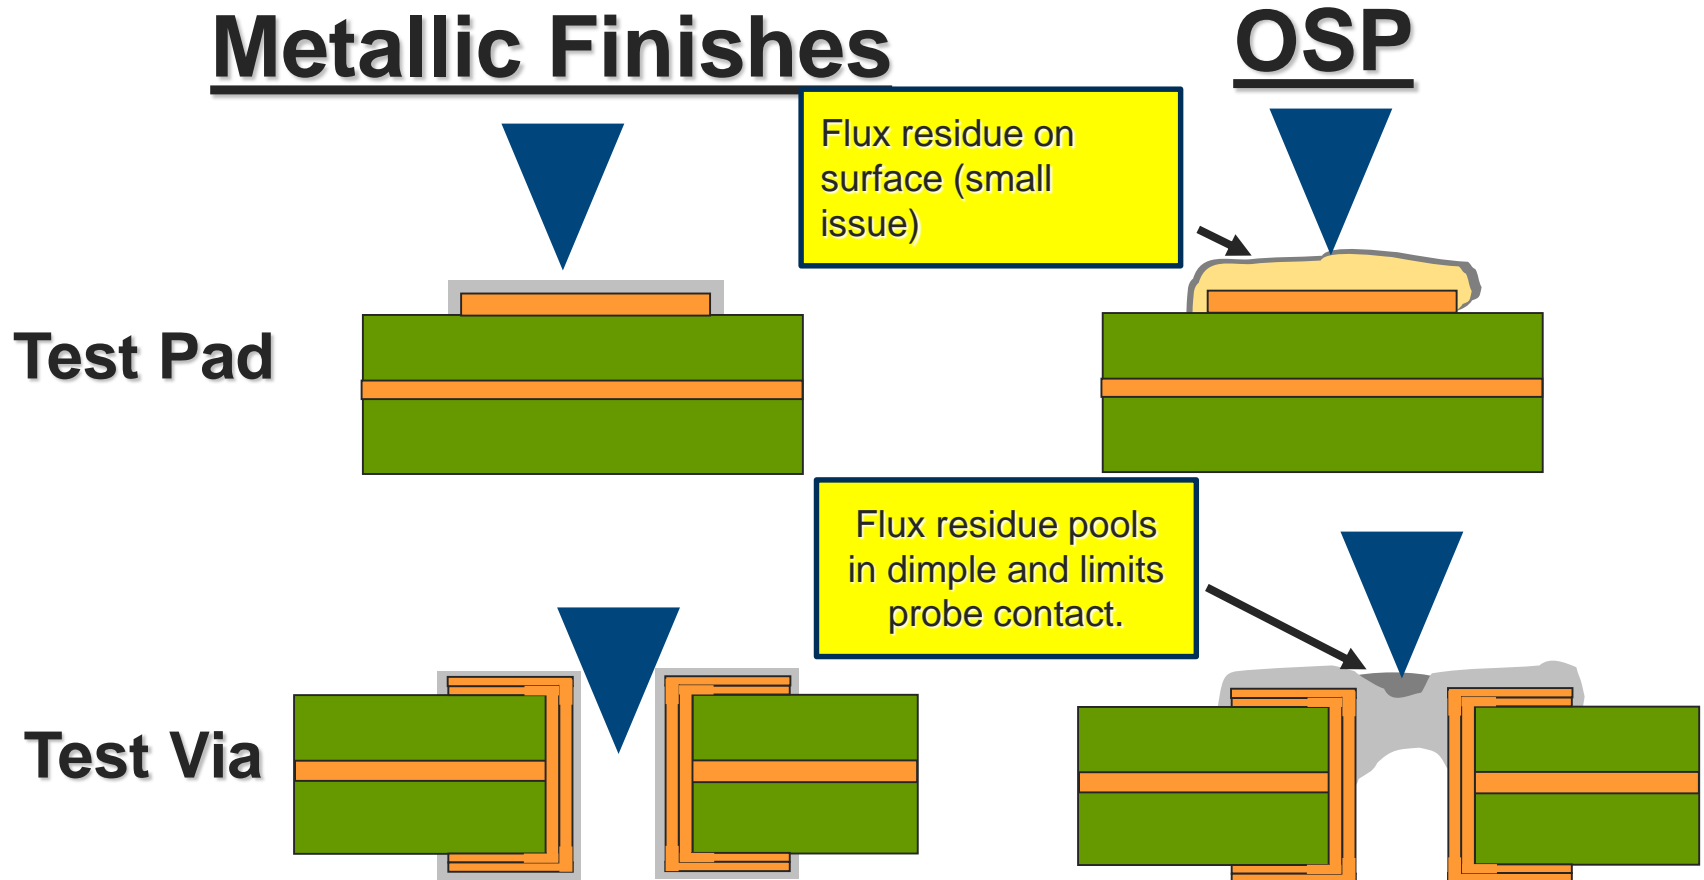 Metallic Finishes
OSP
Flux residue on
surface (small
issue)
Test Pad
Flux residue pools
in dimple and limits
probe contact.
Test Via